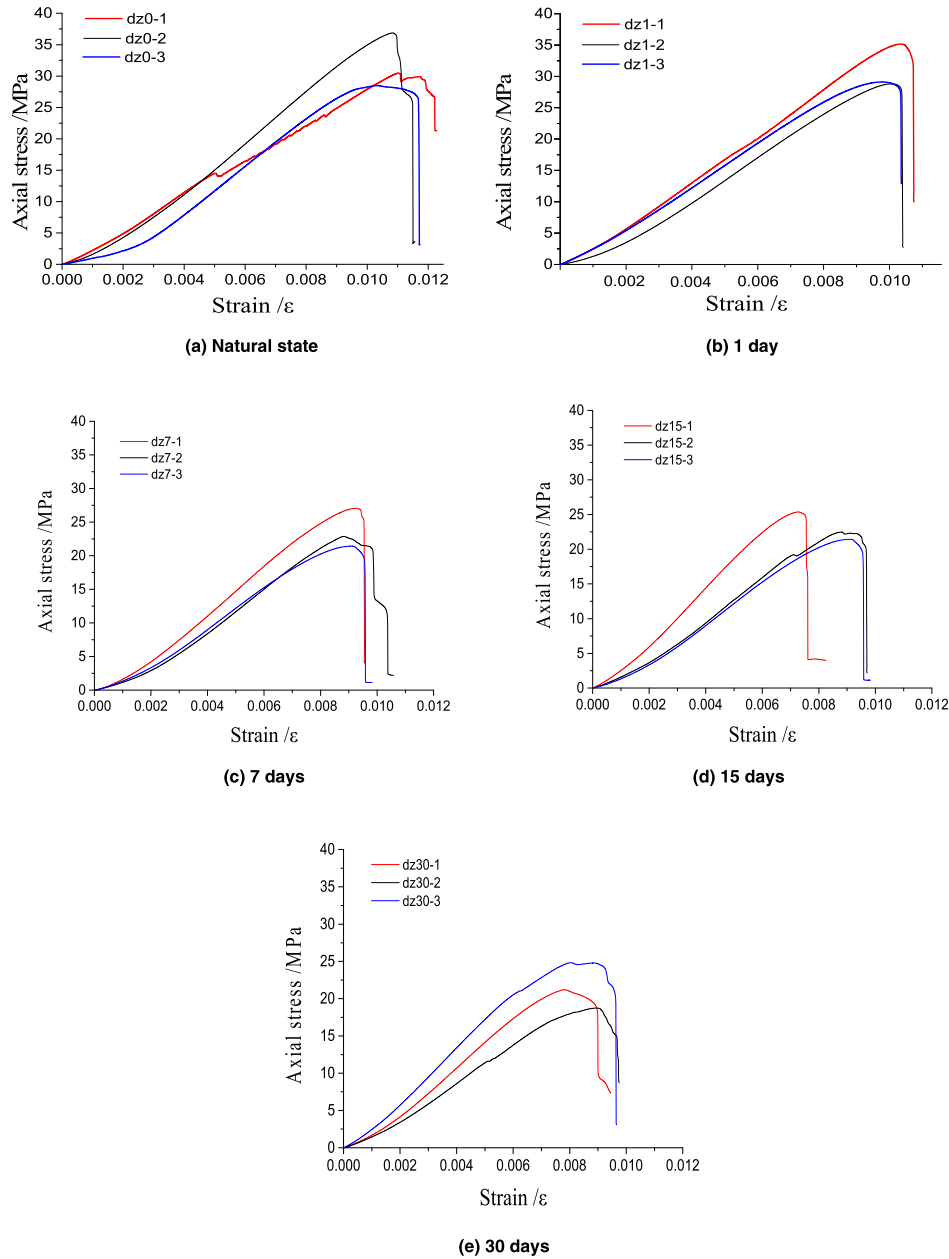 dz0-1
dz0-2
dz0-3
Axial stress /MPa
40
35
30
25
20
15
10
5
0
0.000 0.002 0.004 0.006 0.008 0.010 0.012
Strain /ε
(a) Natural state
dz1-1
dz1-2
dz1-3
Axial stress /MPa
40
35
30
25
20
15
10
5
0
0.002 0.004 0.006 0.008 0.010
Strain /ε
(b) 1 day
dz7-1
dz7-2
dz7-3
Axial stress /MPa
40
35
30
25
20
15
10
5
0
0.000 0.002 0.004 0.006 0.008 0.010 0.012
Strain /ε
(c) 7 days
dz15-1
dz15-2
dz15-3
Axial stress /MPa
40
35
30
25
20
15
10
5
0
0.000 0.002 0.004 0.006 0.008 0.010 0.012
Strain /ε
(d) 15 days
dz30-1
dz30-2
dz30-3
Axial stress /MPa
40
35
30
25
20
15
10
5
0
0.000 0.002 0.004 0.006 0.008 0.010 0.012
Strain /ε
(e) 30 days